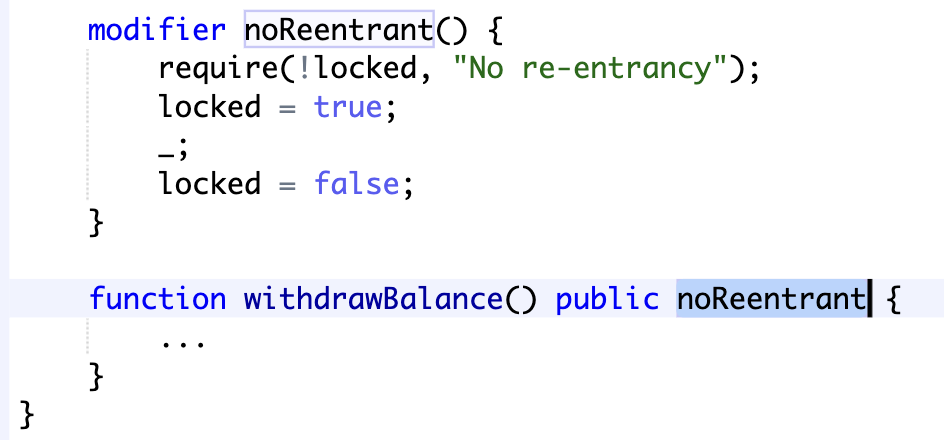 modifier noReentrant() {
require(!locked, "No re-entrancy");
locked = true;
_;
locked = false;
}
function withdrawBalance() public noReentrant {
...
}
}